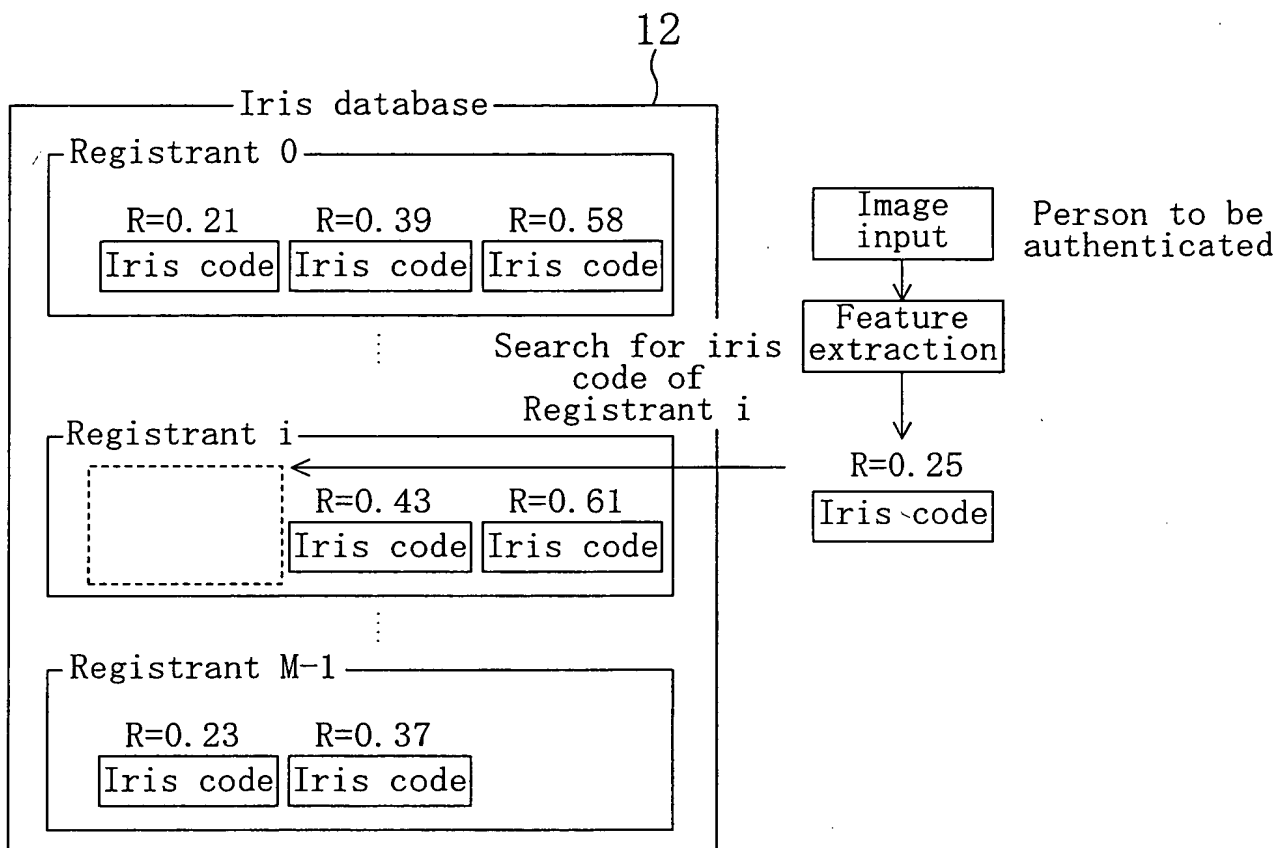 12
Iris database
Registrant 0
R=0.21 R=0.39 R=0.58
Iris code Iris code Iris code
Image
input
Person to be
authenticated
Feature
extraction
Search for iris
code of
Registrant i
Registrant i
R=0.43 R=0.61
Iris code Iris code
R=0.25
Iris code
Registrant M-1
R=0.23 R=0.37
Iris code Iris code